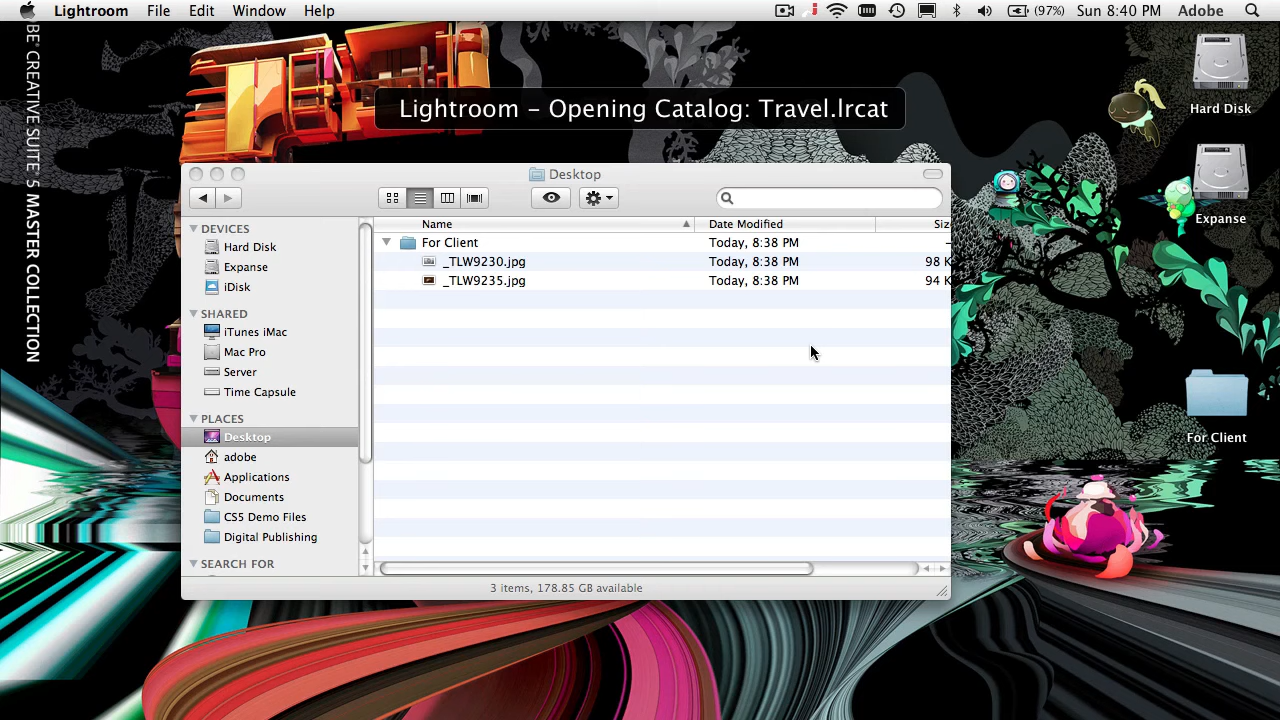 Lightroom File Edit Window Help (97%) Sun 8:40 PM Adobe
BE® CREATIVE SUITE® 5 MASTER COLLECTION
Hard Disk
Lightroom – Opening Catalog: Travel.lrcat
Desktop
Expanse
Name Date Modified Siz
DEVICES
Hard Disk
Expanse
iDisk
SHARED
iTunes iMac
Mac Pro
Server
Time Capsule
PLACES
Desktop
adobe
Applications
Documents
CS5 Demo Files
Digital Publishing
SEARCH FOR
For Client Today, 8:38 PM –
_TLW9230.jpg Today, 8:38 PM 98 K
_TLW9235.jpg Today, 8:38 PM 94 K
For Client
3 items, 178.85 GB available